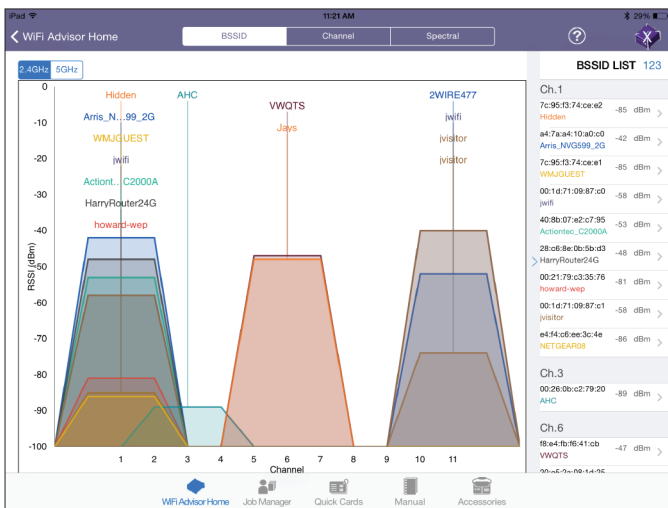 iPad 11:21 AM 29%
WiFi Advisor Home BSSID Channel Spectral ?
2.4GHz 5GHz
BSSID LIST 123
0
-10
-20
-30
-40
-50
-60
-70
-80
-90
-100
RSSI (dBm)
Hidden
Arris_N...99_2G
WMJGUEST
jwifi
Actiont...C2000A
HarryRouter24G
howard-wep
AHC
VWQTS
Jays
2WIRE477
jwifi
jvisitor
jvisitor
1 2 3 4 5 6 7 8 9 10 11
Channel
Ch.1
7c:95:f3:74:ce:e2 -85 dBm
Hidden
a4:7a:a4:10:a0:c0 -42 dBm
Arris_NVG599_2G
7c:95:f3:74:ce:e1 -85 dBm
WMJGUEST
00:1d:71:09:87:c0 -58 dBm
jwifi
40:8b:07:e2:c7:95 -53 dBm
Actiontec_C2000A
28:c6:8e:0b:5b:d3 -48 dBm
HarryRouter24G
00:21:79:c3:35:76 -81 dBm
howard-wep
00:1d:71:09:87:c1 -58 dBm
jvisitor
e4:f4:c6:ee:3c:4e -86 dBm
NETGEAR08
Ch.3
00:26:0b:c2:79:20 -89 dBm
AHC
Ch.6
f8:e4:fb:f6:41:cb -47 dBm
VWQTS
WiFi Advisor Home Job Manager Quick Cards Manual Accessories